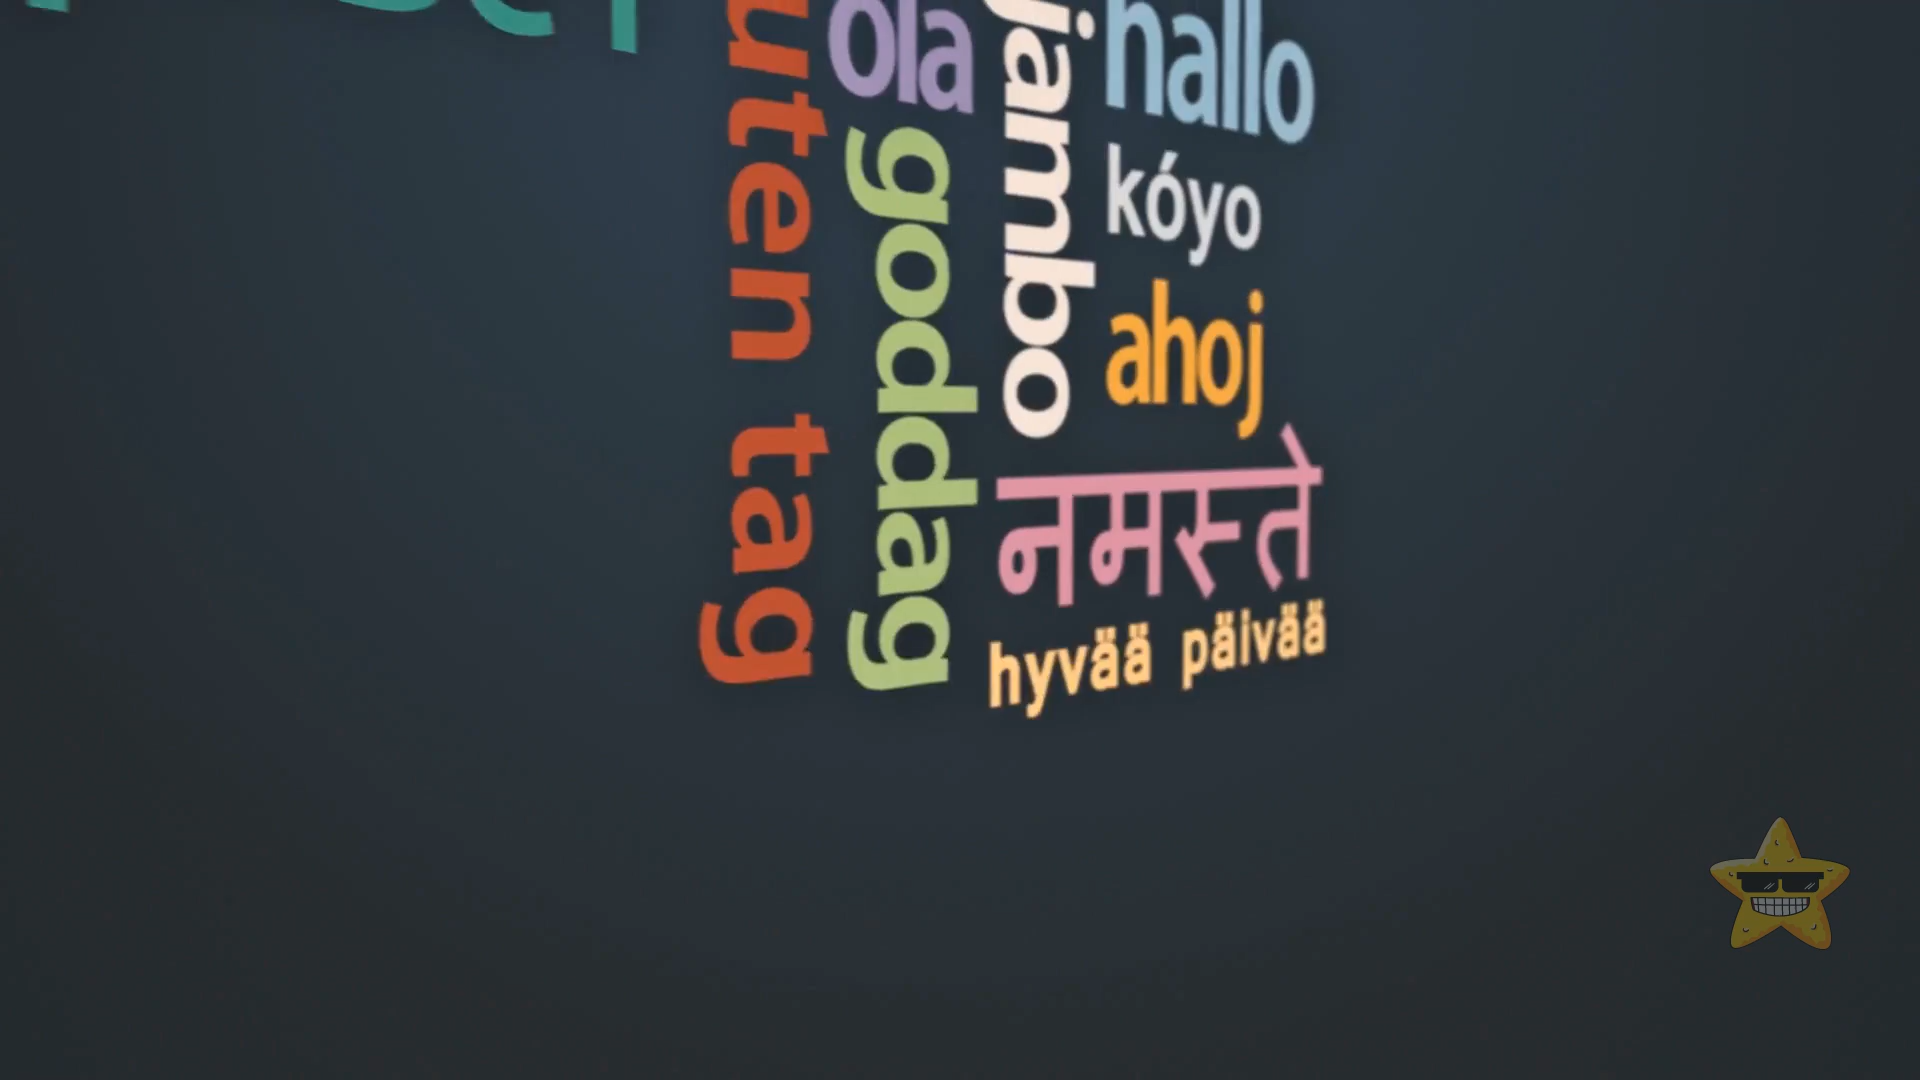 uten tag
ola
goddag
jambo
hallo
kóyo
ahoj
नमस्ते
hyvää päivää